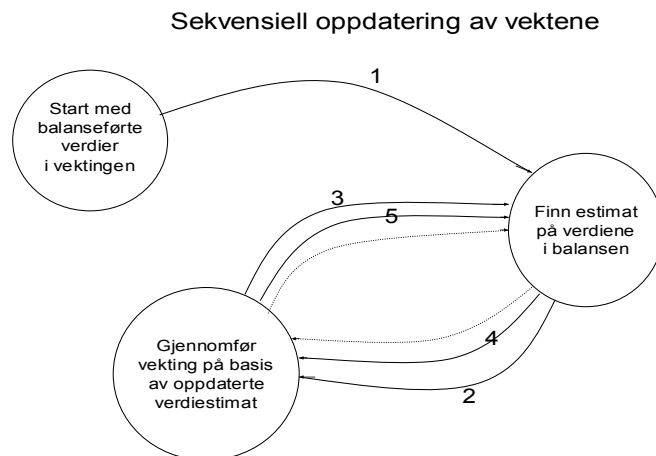 Sekvensiell oppdatering av vektene
1
Start med
balanseførte
verdier
i vektingen
3
5
Finn estimat
på verdiene
i balansen
Gjennomfør
vekting på basis
av oppdaterte
verdiestimat
4
2